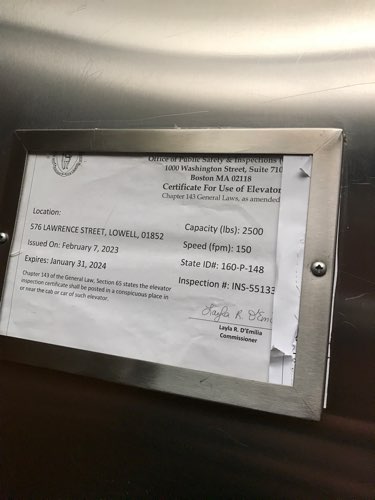 Office of Public Safety & Inspections
1000 Washington Street, Suite 710
Boston MA 02118
Certificate For Use of Elevator
Chapter 143 General Laws, as amended
Location:
576 LAWRENCE STREET, LOWELL, 01852
Issued On: February 7, 2023
Expires: January 31, 2024
Capacity (lbs): 2500
Speed (fpm): 150
State ID#: 160-P-148
Inspection #: INS-55133
Chapter 143 of the General Law, Section 65 states the elevator
inspection certificate shall be posted in a conspicuous place in
or near the cab or car of such elevator.
Layla R. D'Emi
Layla R. D'Emilia
Commissioner